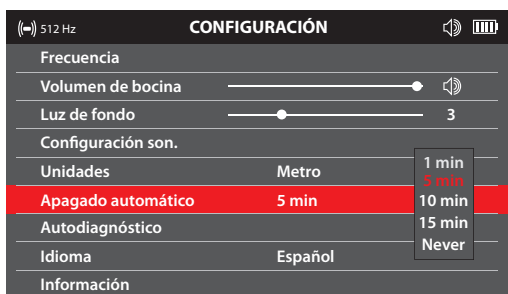 512 Hz CONFIGURACIÓN
Frecuencia
Volumen de bocina
Luz de fondo 3
Configuración son.
Unidades Metro
Apagado automático 5 min
Autodiagnóstico
Idioma Español
Información
1 min
5 min
10 min
15 min
Never